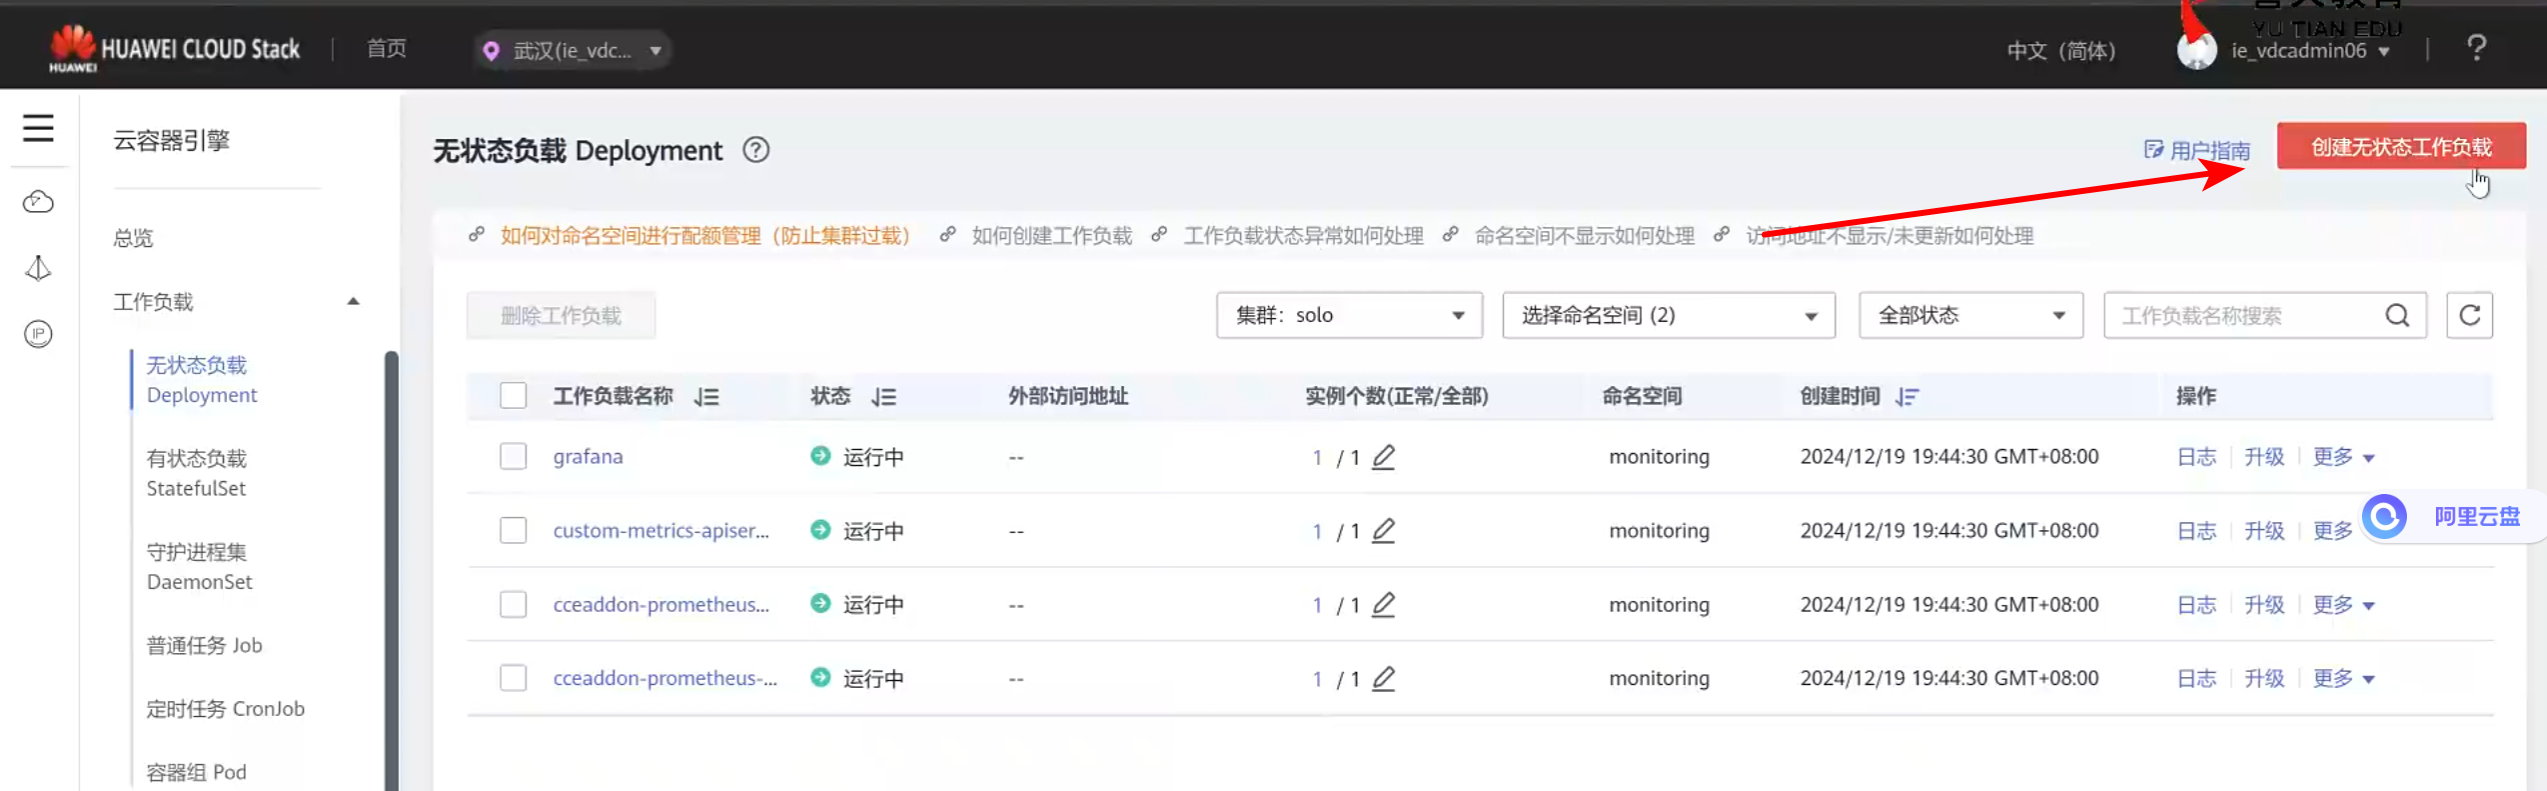 HUAWEI HUAWEI CLOUD Stack 首页 武汉(ie_vdc... 中文（简体） ie_vdcadmin06 ?
YU TIAN EDU
云容器引擎
总览
工作负载
无状态负载
Deployment
有状态负载
StatefulSet
守护进程集
DaemonSet
普通任务 Job
定时任务 CronJob
容器组 Pod
无状态负载 Deployment ? 用户指南 创建无状态工作负载
如何对命名空间进行配额管理（防止集群过载） 如何创建工作负载 工作负载状态异常如何处理 命名空间不显示如何处理 访问地址不显示/未更新如何处理
删除工作负载 集群：solo 选择命名空间 (2) 全部状态 工作负载名称搜索
工作负载名称 状态 外部访问地址 实例个数(正常/全部) 命名空间 创建时间 操作
grafana 运行中 -- 1 / 1 monitoring 2024/12/19 19:44:30 GMT+08:00 日志 升级 更多
custom-metrics-apiser... 运行中 -- 1 / 1 monitoring 2024/12/19 19:44:30 GMT+08:00 日志 升级 更多
阿里云盘
cceaddon-prometheus... 运行中 -- 1 / 1 monitoring 2024/12/19 19:44:30 GMT+08:00 日志 升级 更多
cceaddon-prometheus-... 运行中 -- 1 / 1 monitoring 2024/12/19 19:44:30 GMT+08:00 日志 升级 更多